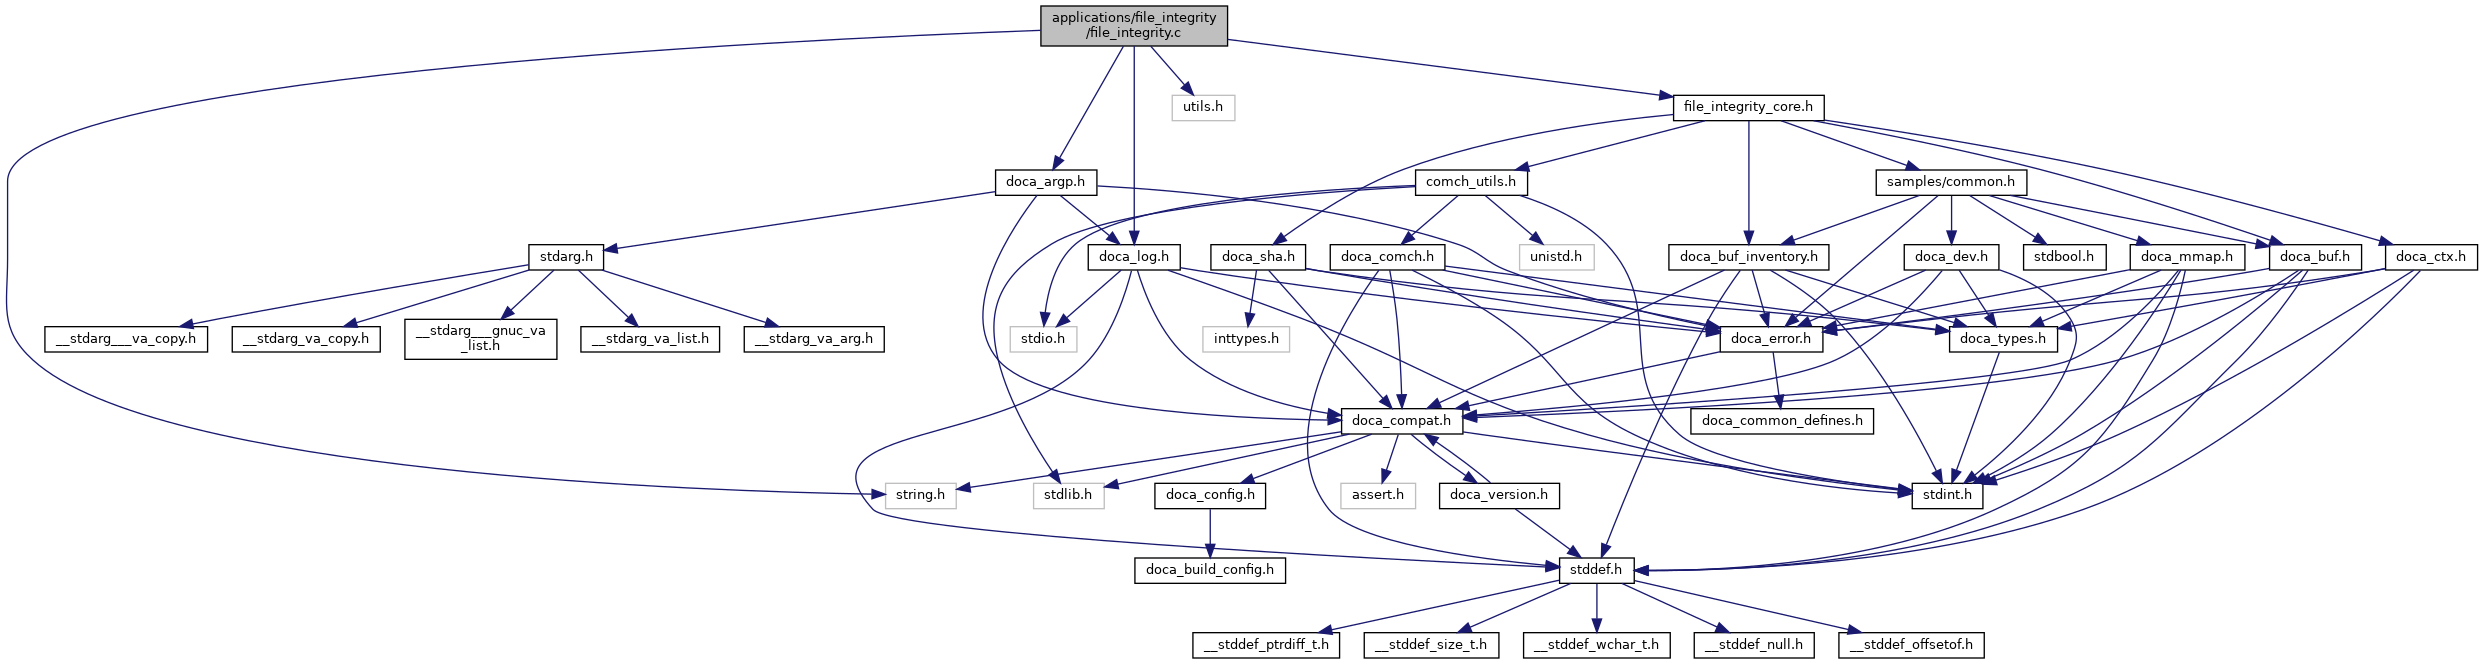 applications/file_integrity
/file_integrity.c
utils.h
file_integrity_core.h
doca_argp.h
comch_utils.h
samples/common.h
stdarg.h
doca_log.h
doca_sha.h
doca_comch.h
unistd.h
doca_buf_inventory.h
doca_dev.h
stdbool.h
doca_mmap.h
doca_buf.h
doca_ctx.h
__stdarg___va_copy.h
__stdarg_va_copy.h
__stdarg___gnuc_va
_list.h
__stdarg_va_list.h
__stdarg_va_arg.h
stdio.h
inttypes.h
doca_error.h
doca_types.h
doca_compat.h
doca_common_defines.h
string.h
stdlib.h
doca_config.h
assert.h
doca_version.h
stdint.h
doca_build_config.h
stddef.h
__stddef_ptrdiff_t.h
__stddef_size_t.h
__stddef_wchar_t.h
__stddef_null.h
__stddef_offsetof.h